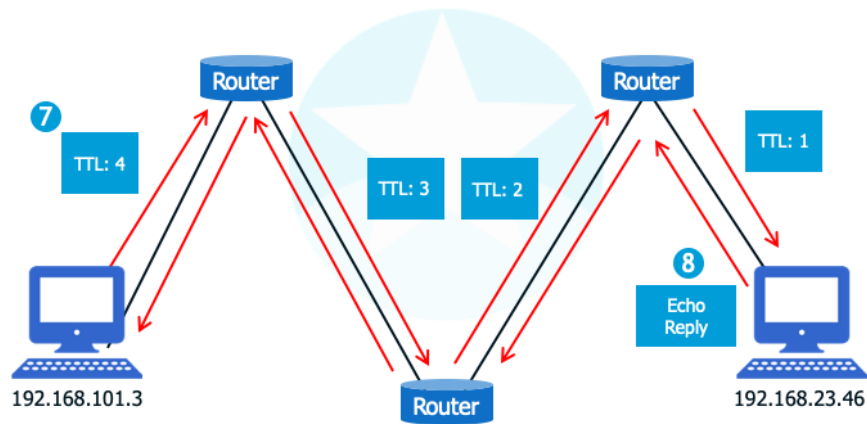 Router
Router
7
TTL: 4
TTL: 3
TTL: 2
TTL: 1
8
Echo
Reply
192.168.101.3
Router
192.168.23.46